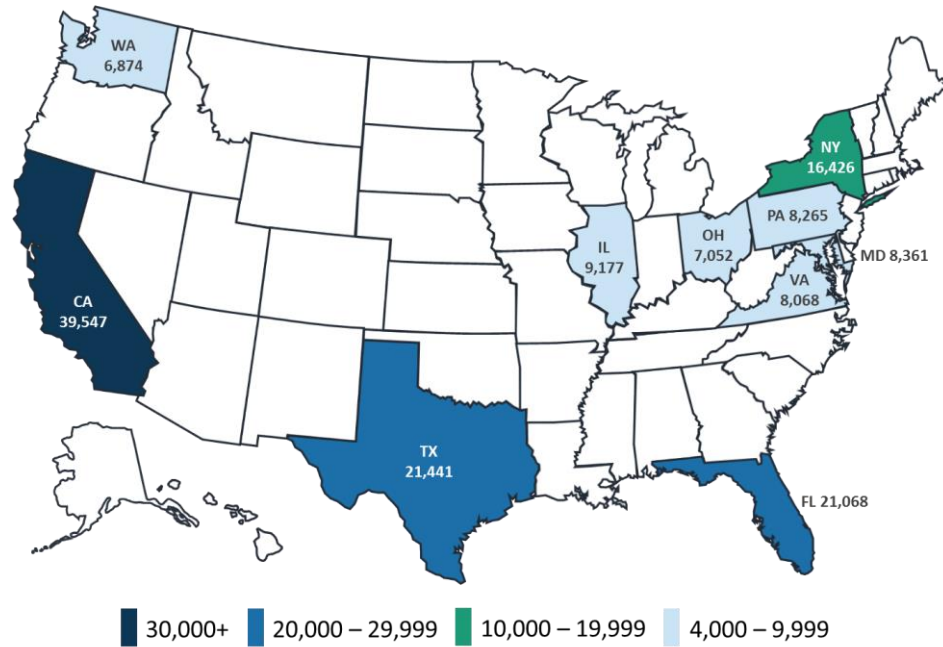 WA
6,874
NY
16,426
PA 8,265
OH
7,052
IL
9,177
MD 8,361
VA
8,068
CA
39,547
TX
21,441
FL 21,068
30,000+
20,000 – 29,999
10,000 – 19,999
4,000 – 9,999